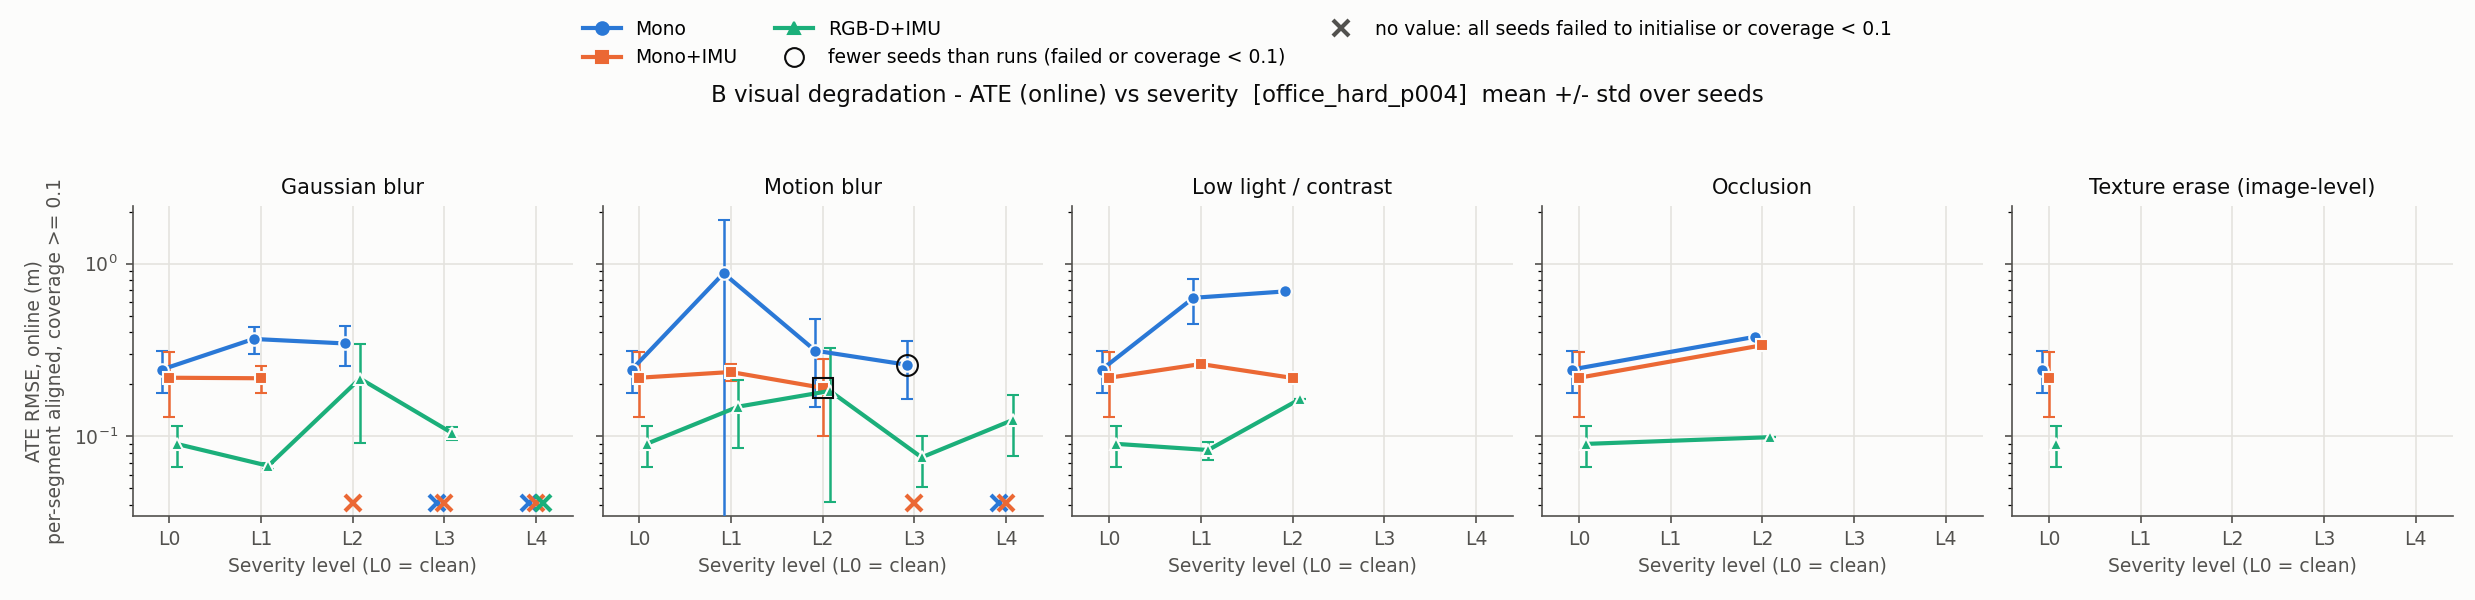 Mono
Mono+IMU
RGB-D+IMU
fewer seeds than runs (failed or coverage < 0.1)
no value: all seeds failed to initialise or coverage < 0.1
B visual degradation - ATE (online) vs severity  [office_hard_p004]  mean +/- std over seeds
ATE RMSE, online (m)
per-segment aligned, coverage >= 0.1
10⁰
10⁻¹
Gaussian blur
L0 L1 L2 L3 L4
Severity level (L0 = clean)
Motion blur
L0 L1 L2 L3 L4
Severity level (L0 = clean)
Low light / contrast
L0 L1 L2 L3 L4
Severity level (L0 = clean)
Occlusion
L0 L1 L2 L3 L4
Severity level (L0 = clean)
Texture erase (image-level)
L0 L1 L2 L3 L4
Severity level (L0 = clean)